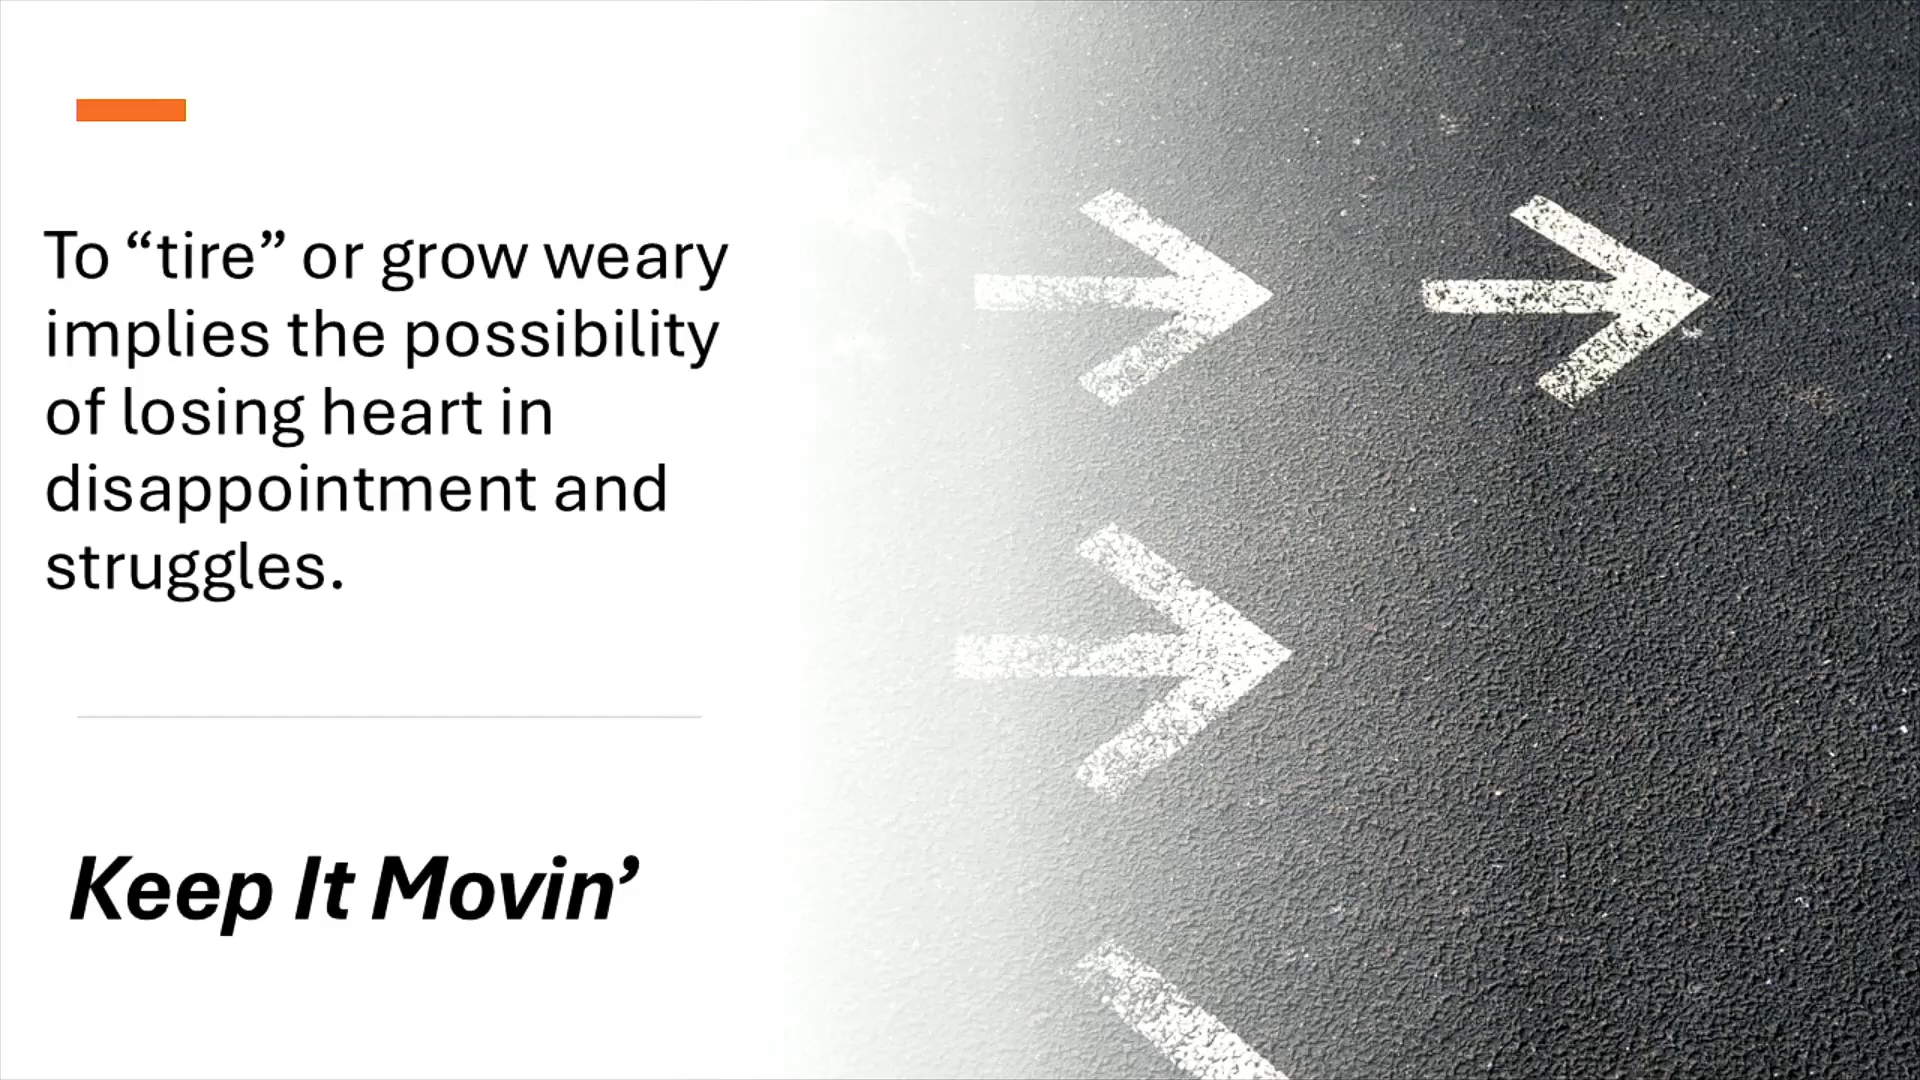 To “tire” or grow weary
implies the possibility
of losing heart in
disappointment and
struggles.
Keep It Movin’